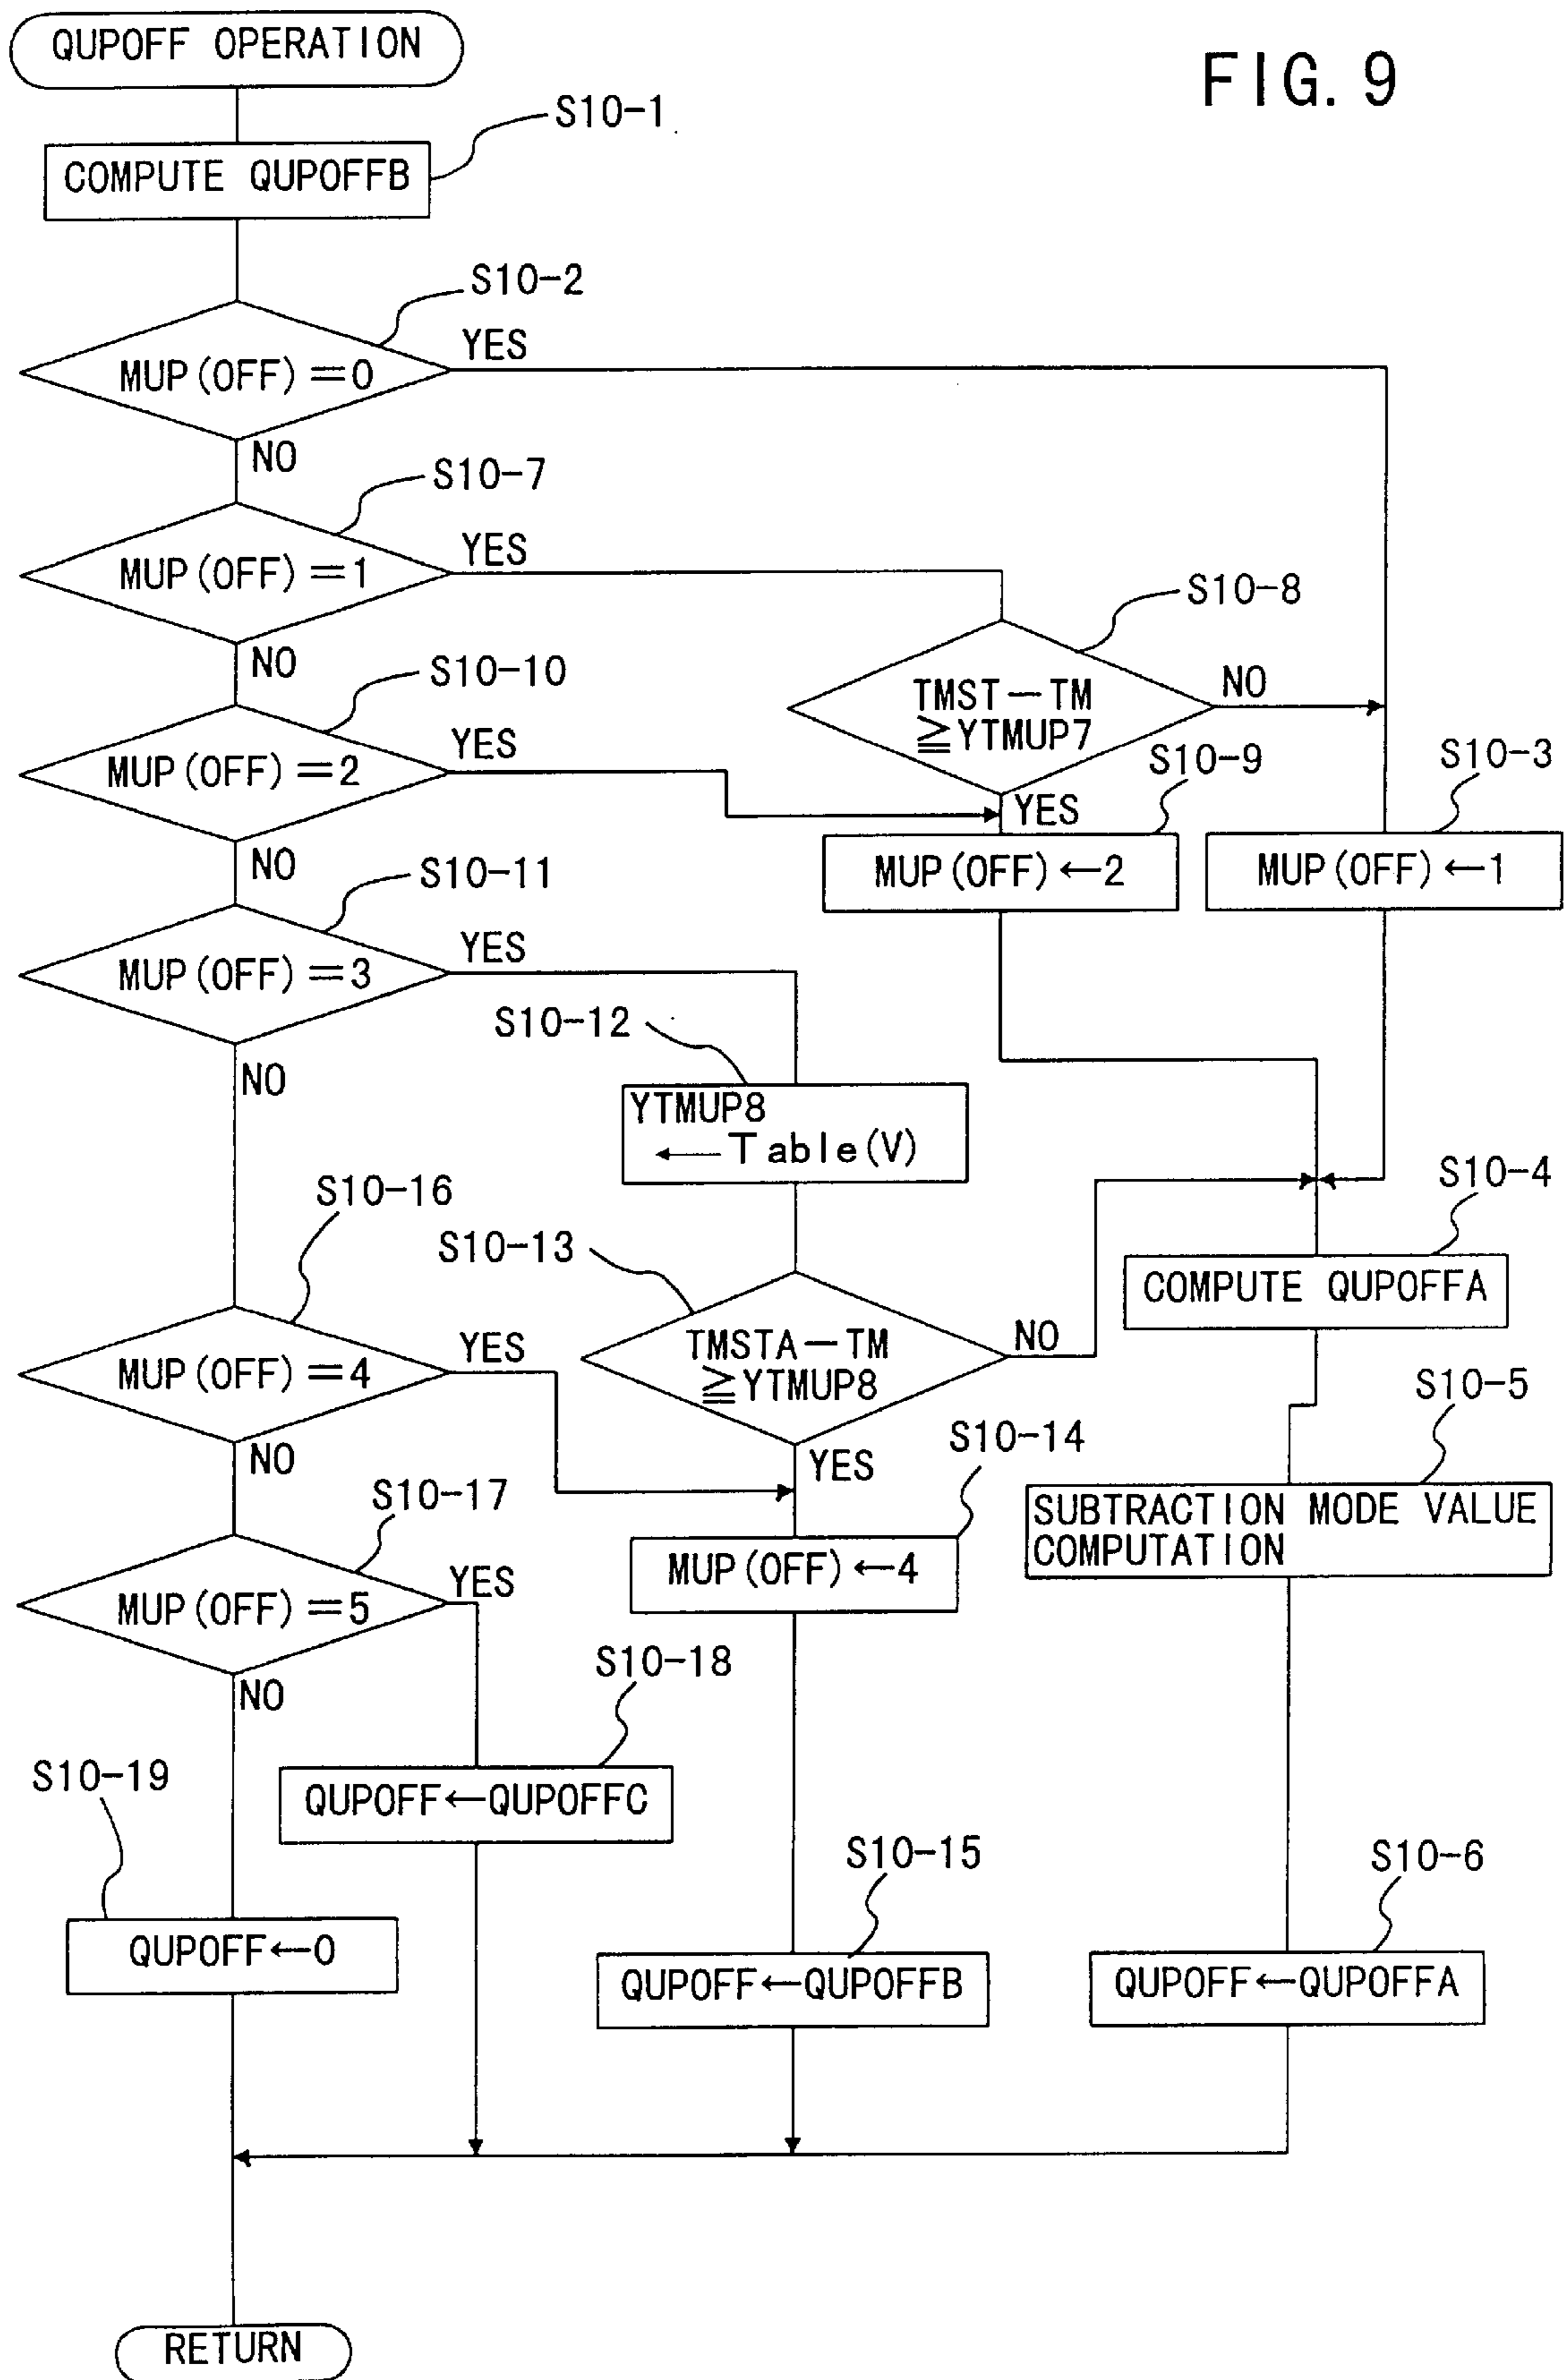 QUPOFF OPERATION
FIG. 9
S10-1
COMPUTE QUPOFFB
S10-2
MUP(OFF)=0
YES
NO
S10-7
MUP(OFF)=1
YES
NO
S10-8
TMST-TM
≧YTMUP7
NO
YES
S10-10
MUP(OFF)=2
YES
NO
S10-9
MUP(OFF)←2
S10-3
MUP(OFF)←1
S10-11
MUP(OFF)=3
YES
NO
S10-12
YTMUP8
←Table(V)
S10-13
TMSTA-TM
≧YTMUP8
NO
YES
S10-4
COMPUTE QUPOFFA
S10-16
MUP(OFF)=4
YES
NO
S10-5
SUBTRACTION MODE VALUE
COMPUTATION
S10-14
MUP(OFF)←4
S10-17
MUP(OFF)=5
YES
NO
S10-18
QUPOFF←QUPOFFC
S10-19
QUPOFF←0
S10-15
QUPOFF←QUPOFFB
S10-6
QUPOFF←QUPOFFA
RETURN